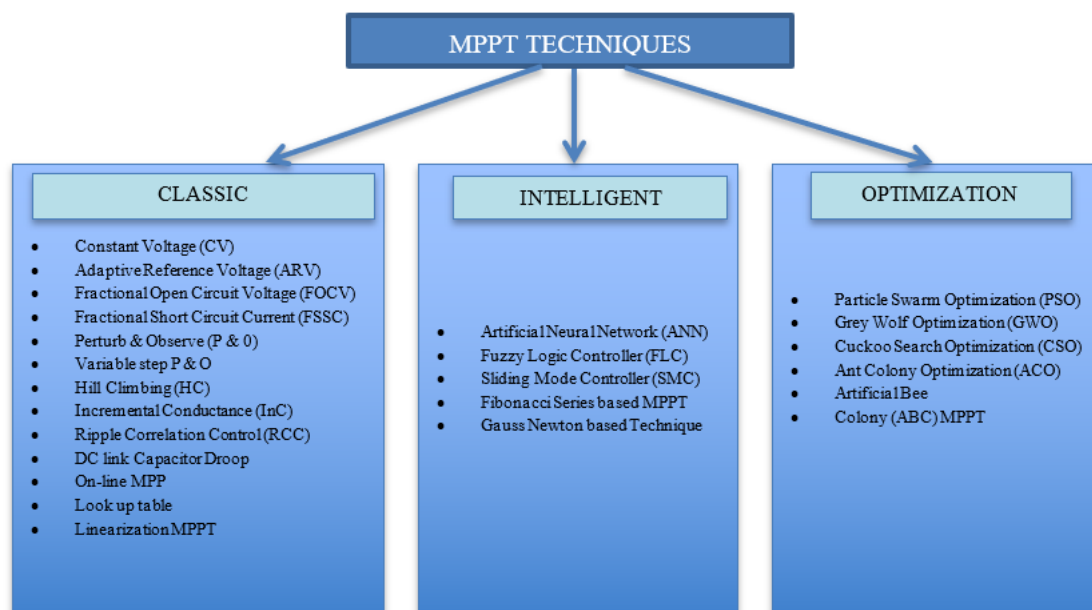 MPPT TECHNIQUES
CLASSIC
• Constant Voltage (CV)
• Adaptive Reference Voltage (ARV)
• Fractional Open Circuit Voltage (FOCV)
• Fractional Short Circuit Current (FSSC)
• Perturb & Observe (P & 0)
• Variable step P & O
• Hill Climbing (HC)
• Incremental Conductance (InC)
• Ripple Correlation Control (RCC)
• DC link Capacitor Droop
• On-line MPP
• Look up table
• Linearization MPPT
INTELLIGENT
• Artificial Neural Network (ANN)
• Fuzzy Logic Controller (FLC)
• Sliding Mode Controller (SMC)
• Fibonacci Series based MPPT
• Gauss Newton based Technique
OPTIMIZATION
• Particle Swarm Optimization (PSO)
• Grey Wolf Optimization (GWO)
• Cuckoo Search Optimization (CSO)
• Ant Colony Optimization (ACO)
• Artificial Bee
• Colony (ABC) MPPT